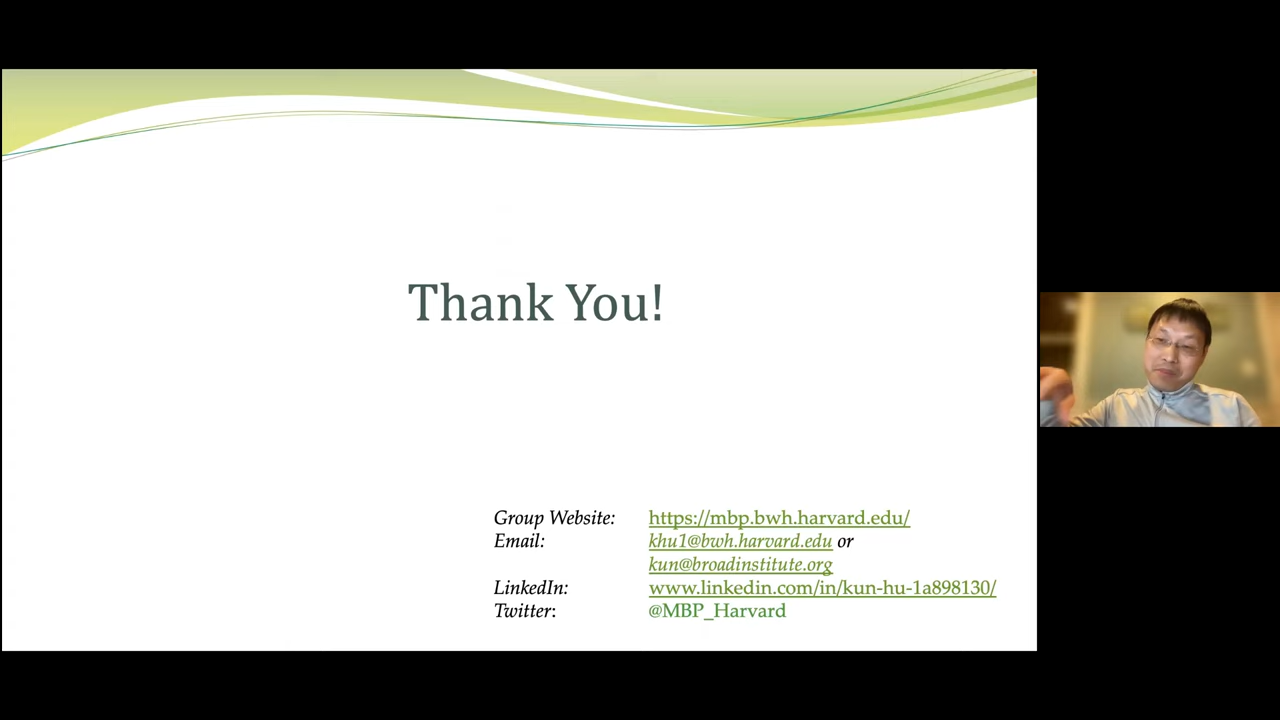 Thank You!
Group Website: https://mbp.bwh.harvard.edu/
Email: khu1@bwh.harvard.edu or
kun@broadinstitute.org
LinkedIn: www.linkedin.com/in/kun-hu-1a898130/
Twitter: @MBP_Harvard